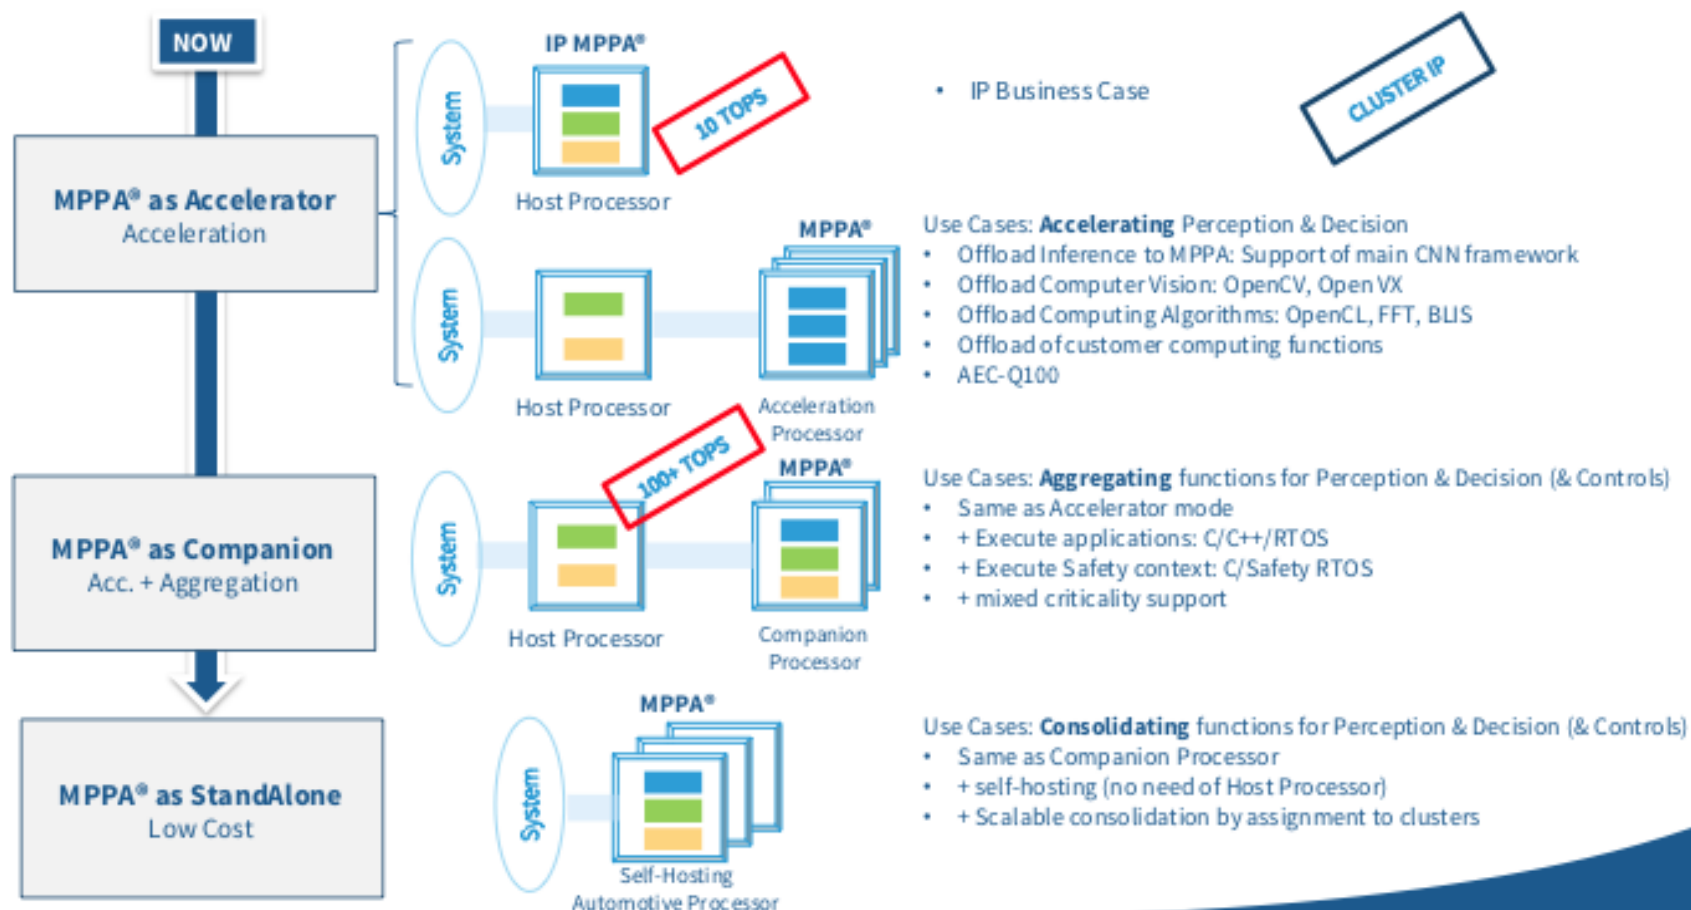 NOW
MPPA® as Accelerator
Acceleration
System
IP MPPA®
10 TOPS
Host Processor
• IP Business Case
CLUSTER IP
System
Host Processor
MPPA®
Acceleration
Processor
Use Cases: Accelerating Perception & Decision
• Offload Inference to MPPA: Support of main CNN framework
• Offload Computer Vision: OpenCV, Open VX
• Offload Computing Algorithms: OpenCL, FFT, BLIS
• Offload of customer computing functions
• AEC-Q100
MPPA® as Companion
Acc. + Aggregation
System
100+ TOPS
Host Processor
MPPA®
Companion
Processor
Use Cases: Aggregating functions for Perception & Decision (& Controls)
• Same as Accelerator mode
• + Execute applications: C/C++/RTOS
• + Execute Safety context: C/Safety RTOS
• + mixed criticality support
MPPA® as StandAlone
Low Cost
System
MPPA®
Self-Hosting
Automotive Processor
Use Cases: Consolidating functions for Perception & Decision (& Controls)
• Same as Companion Processor
• + self-hosting (no need of Host Processor)
• + Scalable consolidation by assignment to clusters